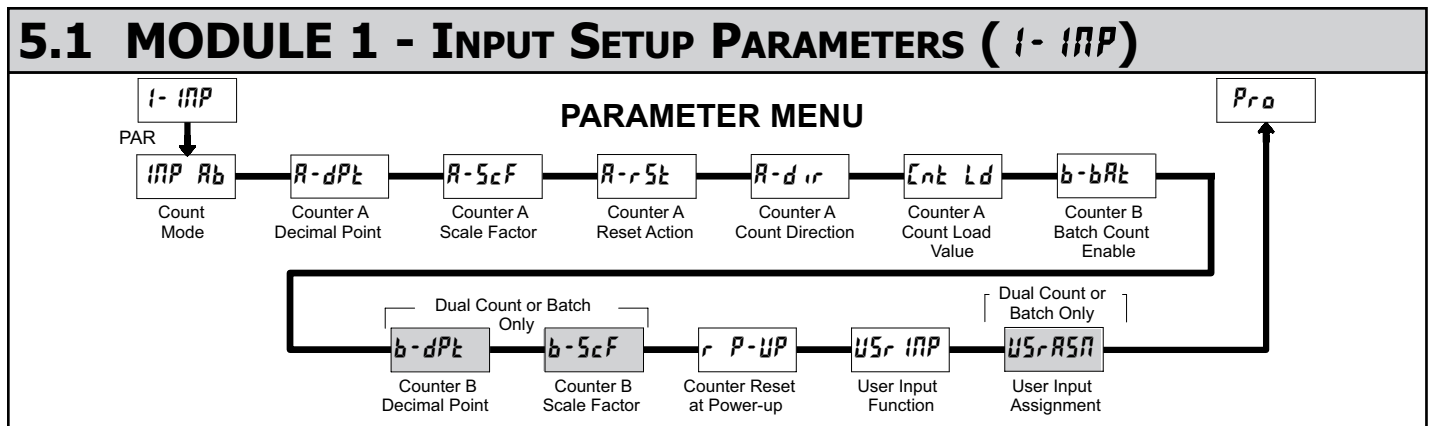 5.1 MODULE 1 - INPUT SETUP PARAMETERS (1-INP)
1-INP
PARAMETER MENU
Pro
PAR
INP Ab
A-dPt
A-ScF
A-rSt
A-dir
Cnt Ld
b-bAt
Count
Mode
Counter A
Decimal Point
Counter A
Scale Factor
Counter A
Reset Action
Counter A
Count Direction
Counter A
Count Load
Value
Counter B
Batch Count
Enable
Dual Count or Batch
Only
Dual Count or
Batch Only
b-dPt
b-ScF
r P-UP
USr INP
USrASN
Counter B
Decimal Point
Counter B
Scale Factor
Counter Reset
at Power-up
User Input
Function
User Input
Assignment